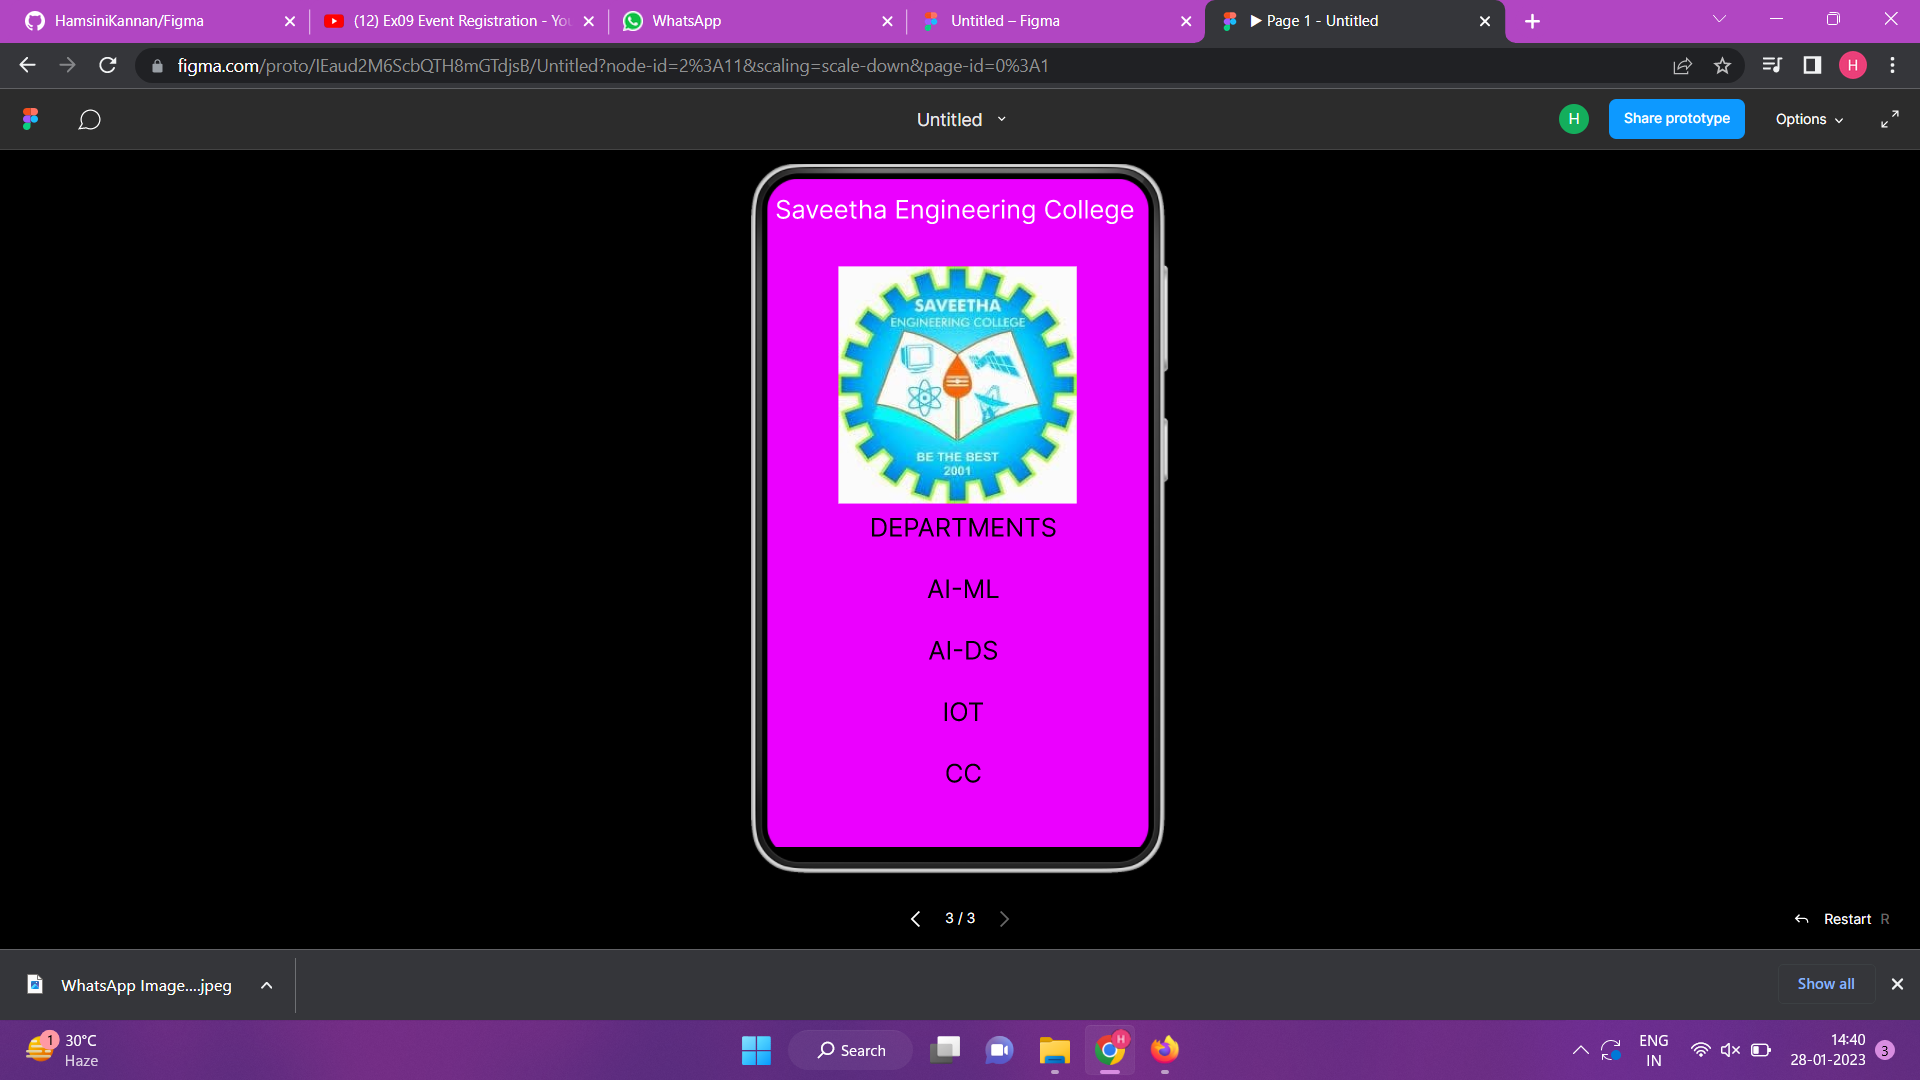 HamsiniKannan/Figma
(12) Ex09 Event Registration - You
WhatsApp
Untitled – Figma
▶ Page 1 - Untitled
figma.com/proto/IEaud2M6ScbQTH8mGTdjsB/Untitled?node-id=2%3A11&scaling=scale-down&page-id=0%3A1
H
Untitled
H
Share prototype
Options
Saveetha Engineering College
SAVEETHA
ENGINEERING COLLEGE
BE THE BEST
2001
DEPARTMENTS
AI-ML
AI-DS
IOT
CC
3 / 3
Restart R
WhatsApp Image....jpeg
Show all
1
30°C
Haze
Search
H
ENG
IN
14:40
28-01-2023
3